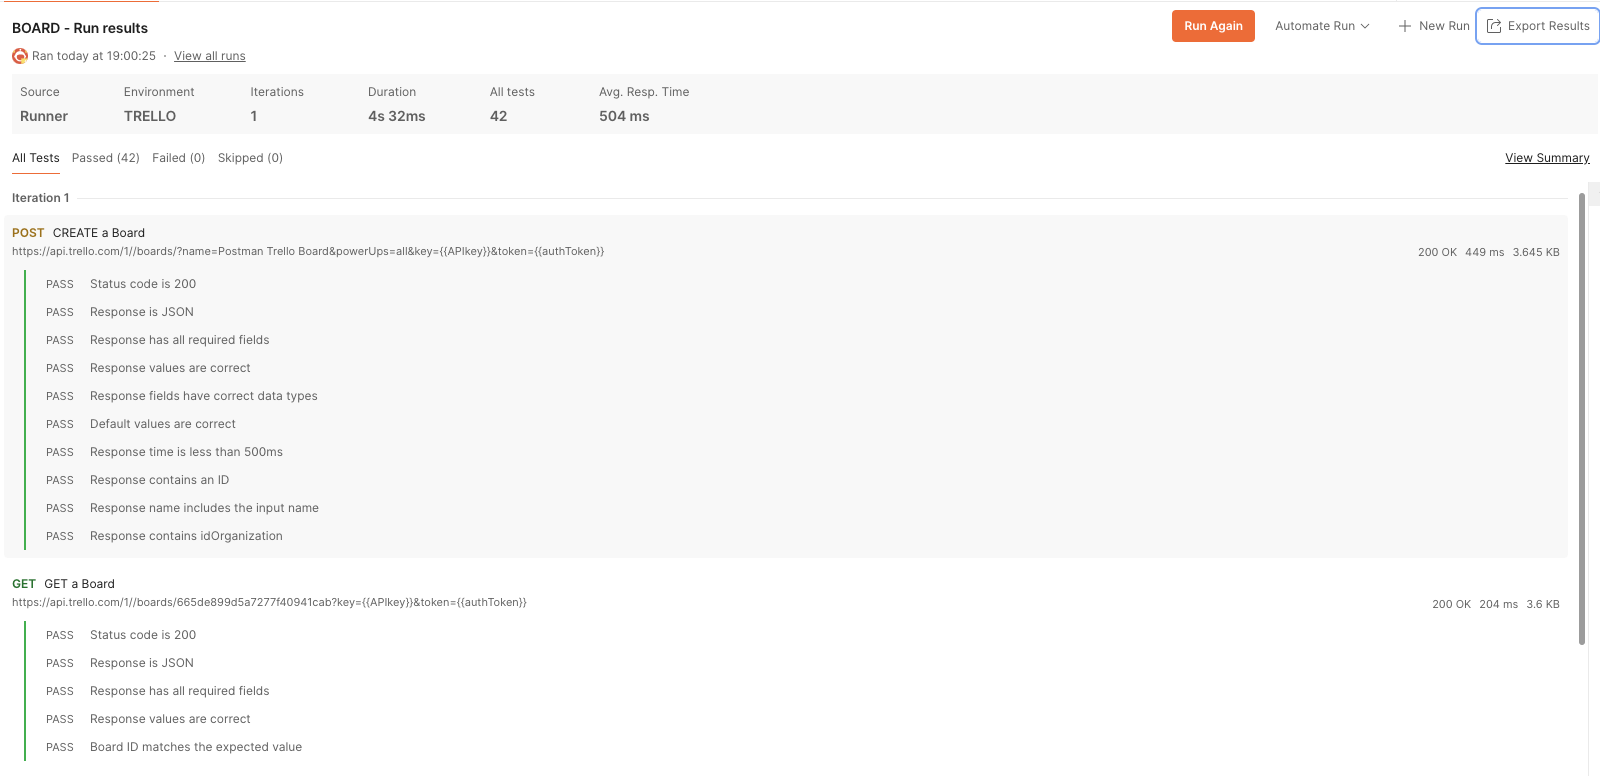 BOARD - Run results
Run Again
Automate Run
New Run
Export Results
Ran today at 19:00:25 · View all runs
Source Environment Iterations Duration All tests Avg. Resp. Time
Runner TRELLO 1 4s 32ms 42 504 ms
All Tests Passed (42) Failed (0) Skipped (0) View Summary
Iteration 1
POST CREATE a Board
https://api.trello.com/1//boards/?name=Postman Trello Board&powerUps=all&key={{APIkey}}&token={{authToken}} 200 OK 449 ms 3.645 KB
PASS Status code is 200
PASS Response is JSON
PASS Response has all required fields
PASS Response values are correct
PASS Response fields have correct data types
PASS Default values are correct
PASS Response time is less than 500ms
PASS Response contains an ID
PASS Response name includes the input name
PASS Response contains idOrganization
GET GET a Board
https://api.trello.com/1//boards/665de899d5a7277f40941cab?key={{APIkey}}&token={{authToken}} 200 OK 204 ms 3.6 KB
PASS Status code is 200
PASS Response is JSON
PASS Response has all required fields
PASS Response values are correct
PASS Board ID matches the expected value